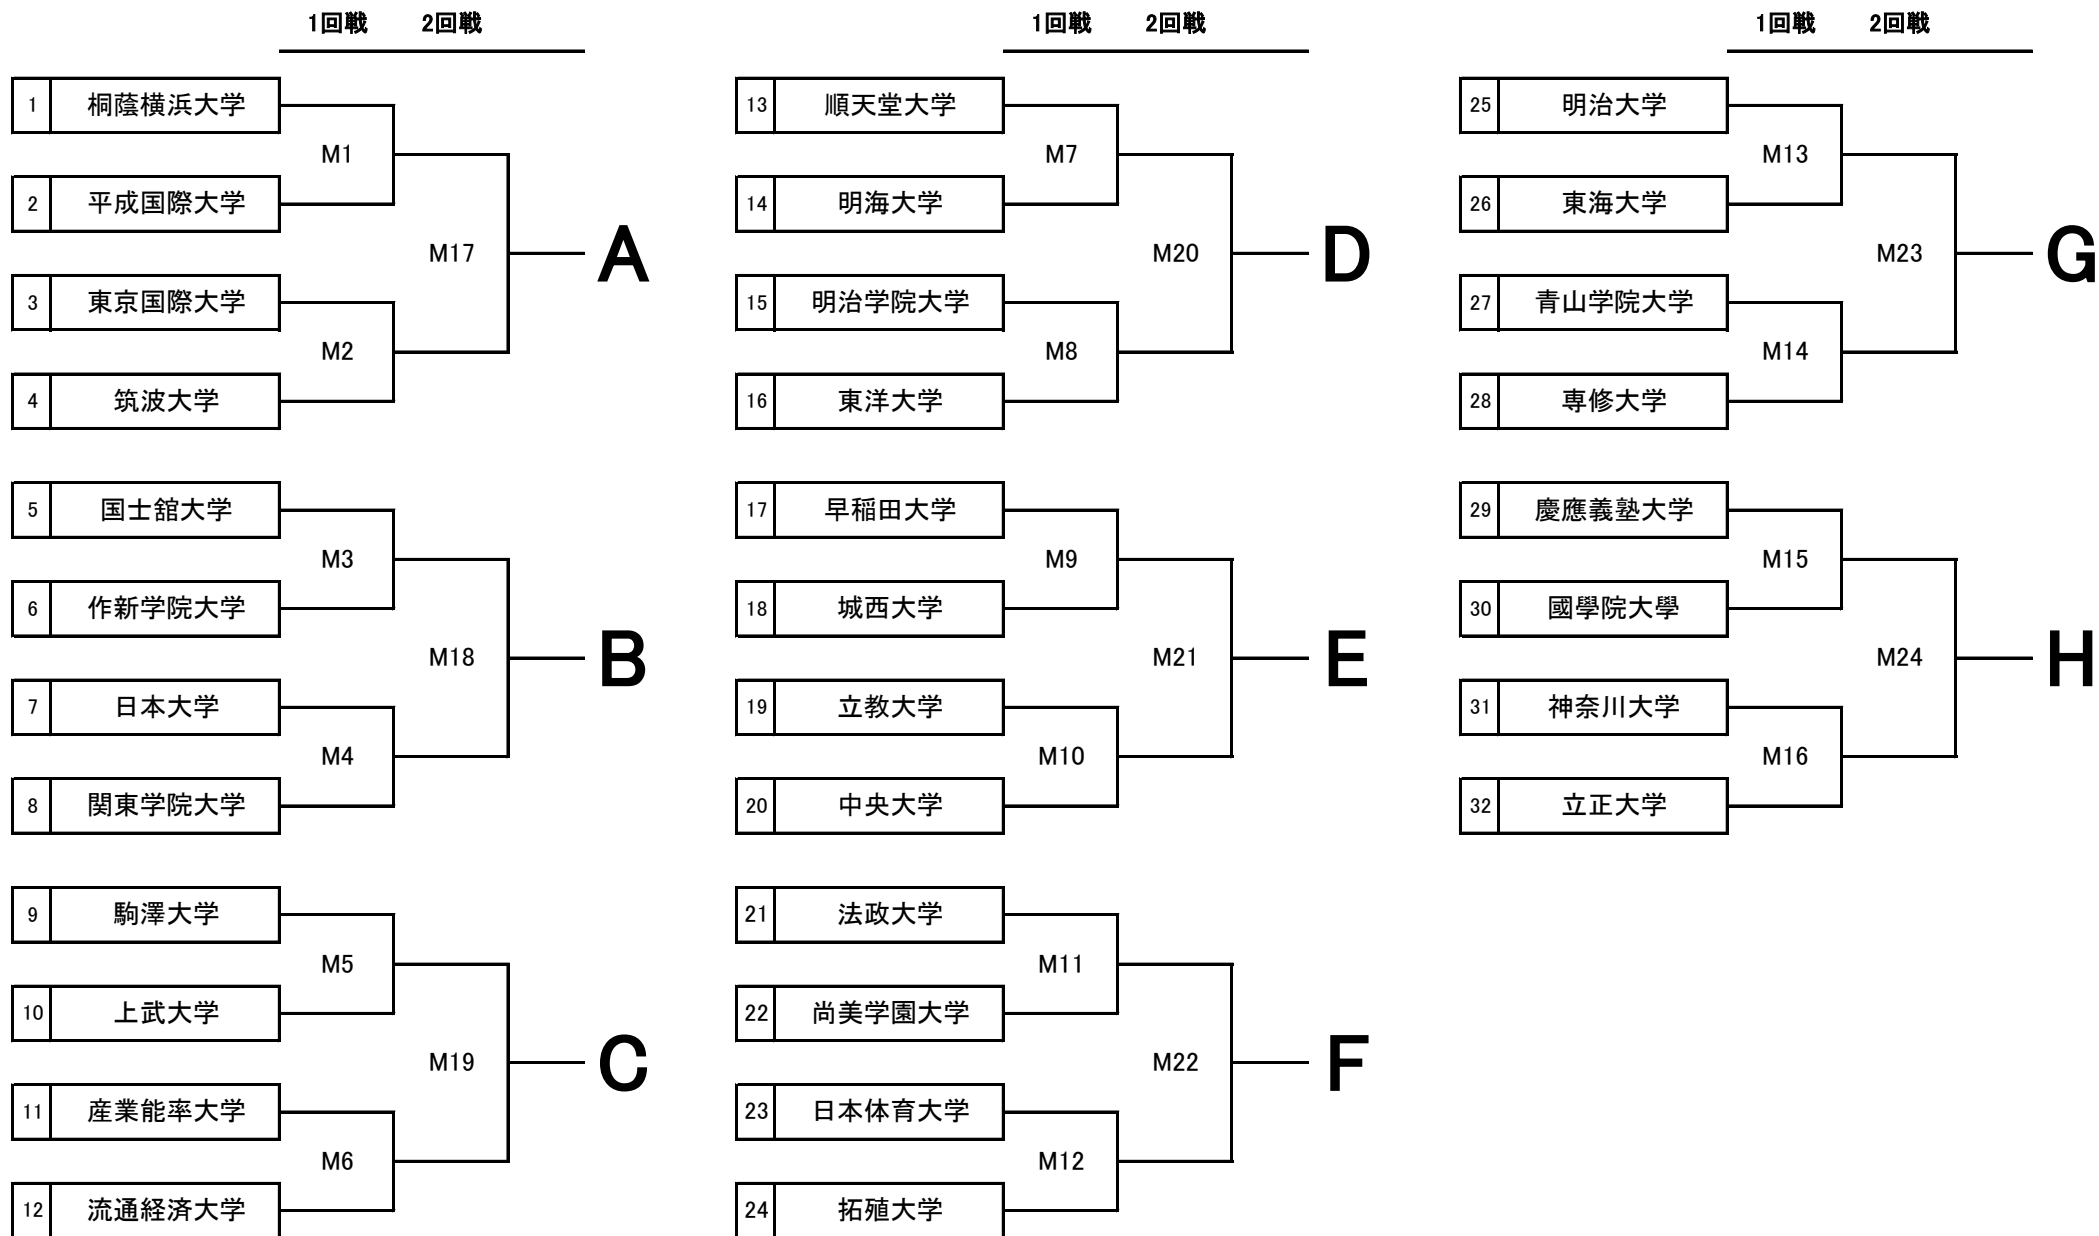 1回戦 2回戦
1 桐蔭横浜大学
M1
2 平成国際大学
M17
A
3 東京国際大学
M2
4 筑波大学
5 国士舘大学
M3
6 作新学院大学
M18
B
7 日本大学
M4
8 関東学院大学
9 駒澤大学
M5
10 上武大学
M19
C
11 産業能率大学
M6
12 流通経済大学
1回戦 2回戦
13 順天堂大学
M7
14 明海大学
M20
D
15 明治学院大学
M8
16 東洋大学
17 早稲田大学
M9
18 城西大学
M21
E
19 立教大学
M10
20 中央大学
21 法政大学
M11
22 尚美学園大学
M22
F
23 日本体育大学
M12
24 拓殖大学
1回戦 2回戦
25 明治大学
M13
26 東海大学
M23
G
27 青山学院大学
M14
28 専修大学
29 慶應義塾大学
M15
30 國學院大學
M24
H
31 神奈川大学
M16
32 立正大学